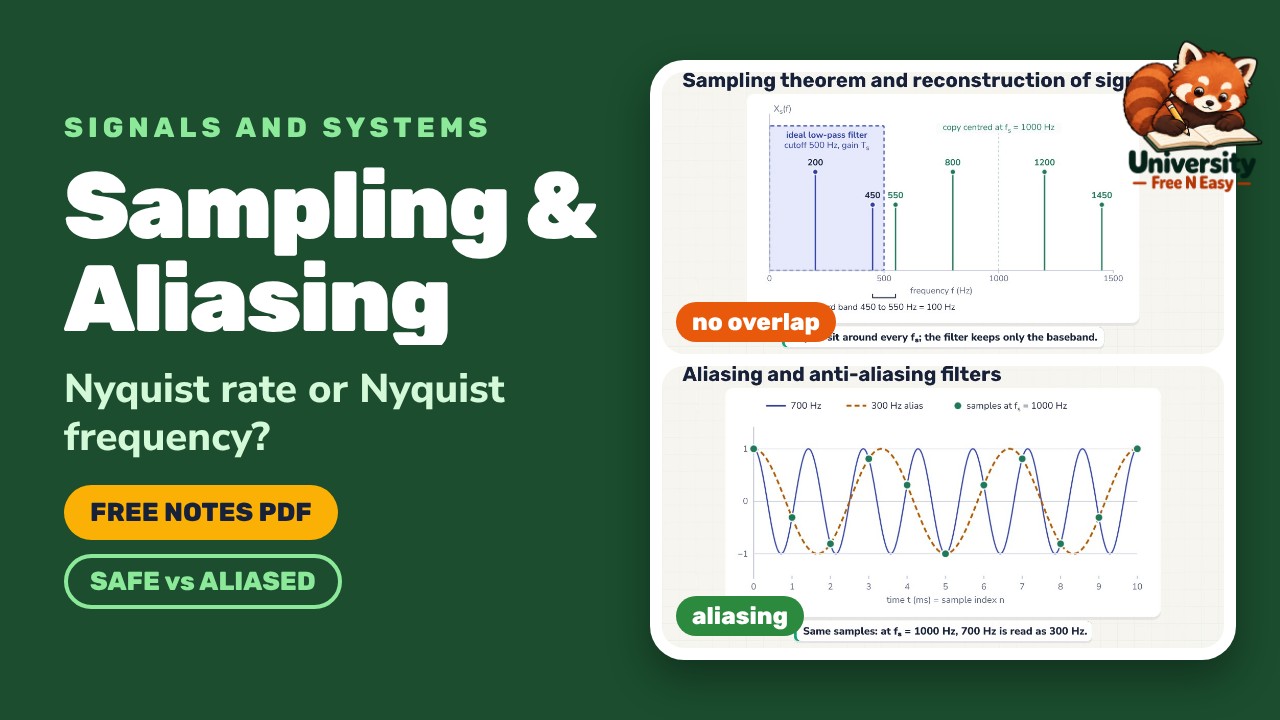 SIGNALS AND SYSTEMS
Sampling &
Aliasing
Nyquist rate or Nyquist
frequency?
FREE NOTES PDF
SAFE vs ALIASED
Sampling theorem and reconstruction of
Xs(f)
ideal low-pass filter
cutoff 500 Hz, gain Ts
copy centred at fs = 1000 Hz
200
450
550
800
1200
1450
0
500
1000
1500
frequency f (Hz)
band 450 to 550 Hz = 100 Hz
no overlap
sit around every fs; the filter keeps only the baseband.
University
Free N Easy
Aliasing and anti-aliasing filters
700 Hz
300 Hz alias
samples at fs = 1000 Hz
1
0
−1
0 1 2 3 4 5 6 7 8 9 10
time t (ms) = sample index n
aliasing
Same samples: at fs = 1000 Hz, 700 Hz is read as 300 Hz.